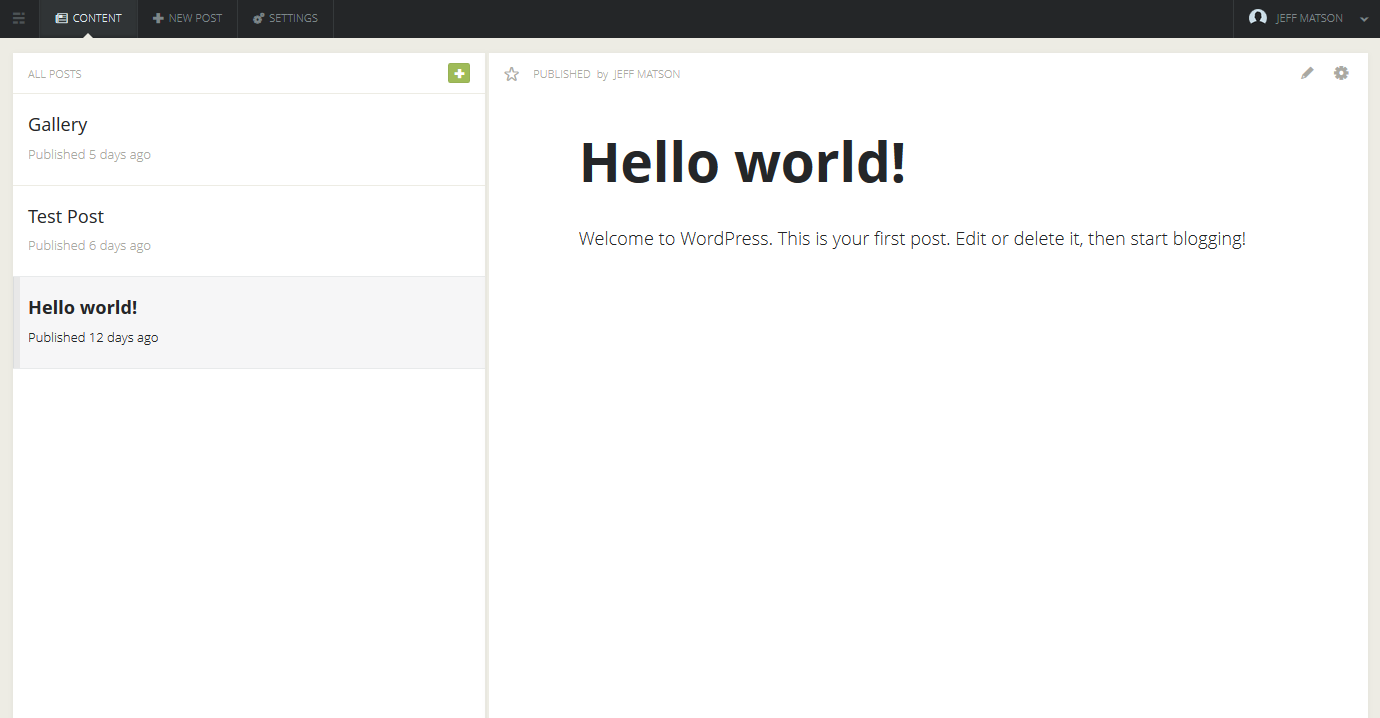 CONTENT
NEW POST
SETTINGS
JEFF MATSON
ALL POSTS
Gallery
Published 5 days ago
Test Post
Published 6 days ago
Hello world!
Published 12 days ago
PUBLISHED by JEFF MATSON
Hello world!
Welcome to WordPress. This is your first post. Edit or delete it, then start blogging!